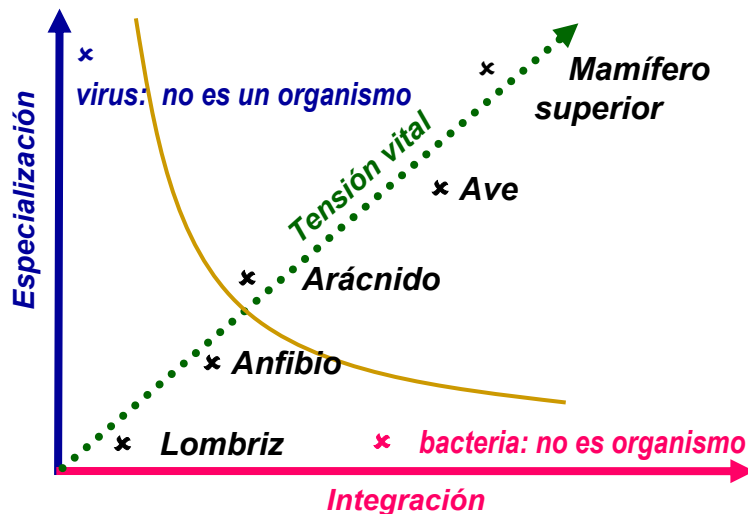 Mamífero
superior
virus: no es un organismo
Tensión vital
Especialización
Ave
Arácnido
Anfibio
Lombriz
bacteria: no es organismo
Integración